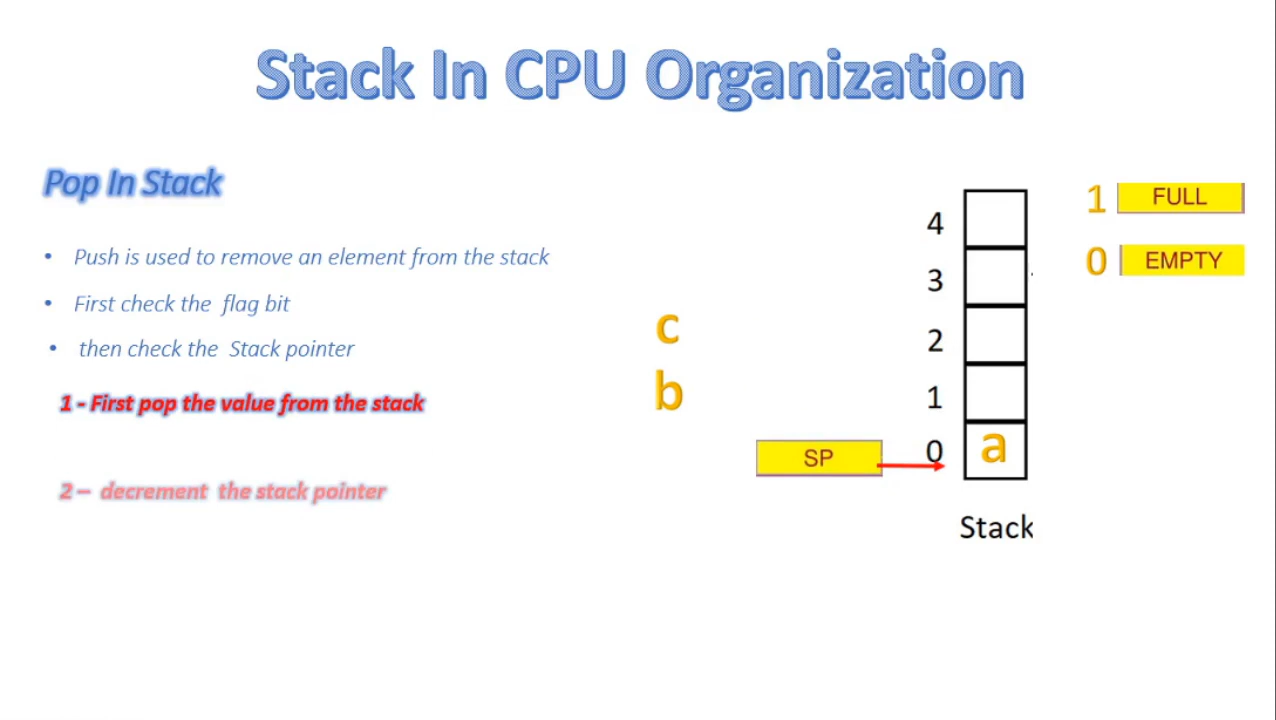 Stack In CPU Organization
Pop In Stack
• Push is used to remove an element from the stack
• First check the flag bit
• then check the Stack pointer
1 - First pop the value from the stack
2 – decrement the stack pointer
c
b
SP
4
3
2
1
0 a
Stack
1 FULL
0 EMPTY